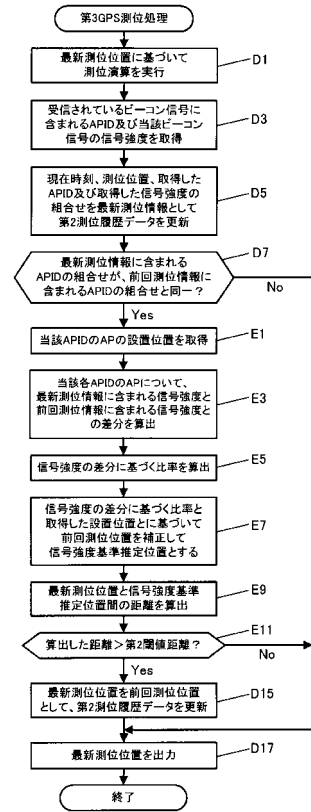 第3GPS測位処理
最新測位位置に基づいて
測位演算を実行
D1
受信されているビーコン信号に
含まれるAPID及び当該ビーコン
信号の信号強度を取得
D3
現在時刻、測位位置、取得した
APID及び取得した信号強度の
組合せを最新測位情報として
第2測位履歴データを更新
D5
最新測位情報に含まれる
APIDの組合せが、前回測位情報に
含まれるAPIDの組合せと同一?
D7
No
Yes
当該APIDのAPの設置位置を取得
E1
当該各APIDのAPについて、
最新測位情報に含まれる信号強度と
前回測位情報に含まれる信号強度と
の差分を算出
E3
信号強度の差分に基づく比率を算出
E5
信号強度の差分に基づく比率と
取得した設置位置とに基づいて
前回測位位置を補正して
信号強度基準推定位置とする
E7
最新測位位置と信号強度基準
推定位置間の距離を算出
E9
算出した距離>第2閾値距離?
E11
No
Yes
最新測位位置を前回測位位置
として、第2測位履歴データを更新
D15
最新測位位置を出力
D17
終了